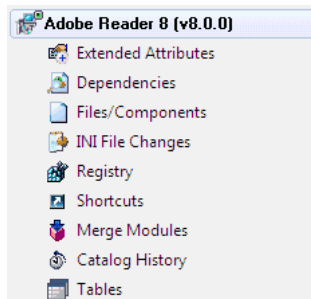 Adobe Reader 8 (v8.0.0)
Extended Attributes
Dependencies
Files/Components
INI File Changes
Registry
Shortcuts
Merge Modules
Catalog History
Tables